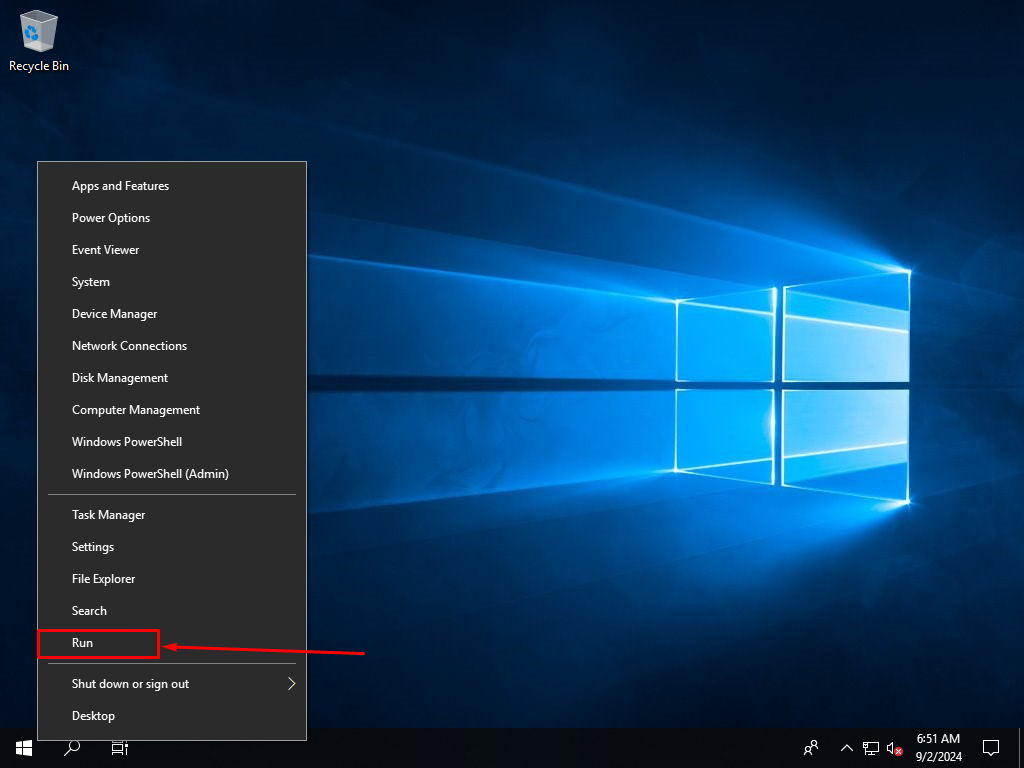 Recycle Bin
Apps and Features
Power Options
Event Viewer
System
Device Manager
Network Connections
Disk Management
Computer Management
Windows PowerShell
Windows PowerShell (Admin)
Task Manager
Settings
File Explorer
Search
Run
Shut down or sign out
Desktop
6:51 AM
9/2/2024